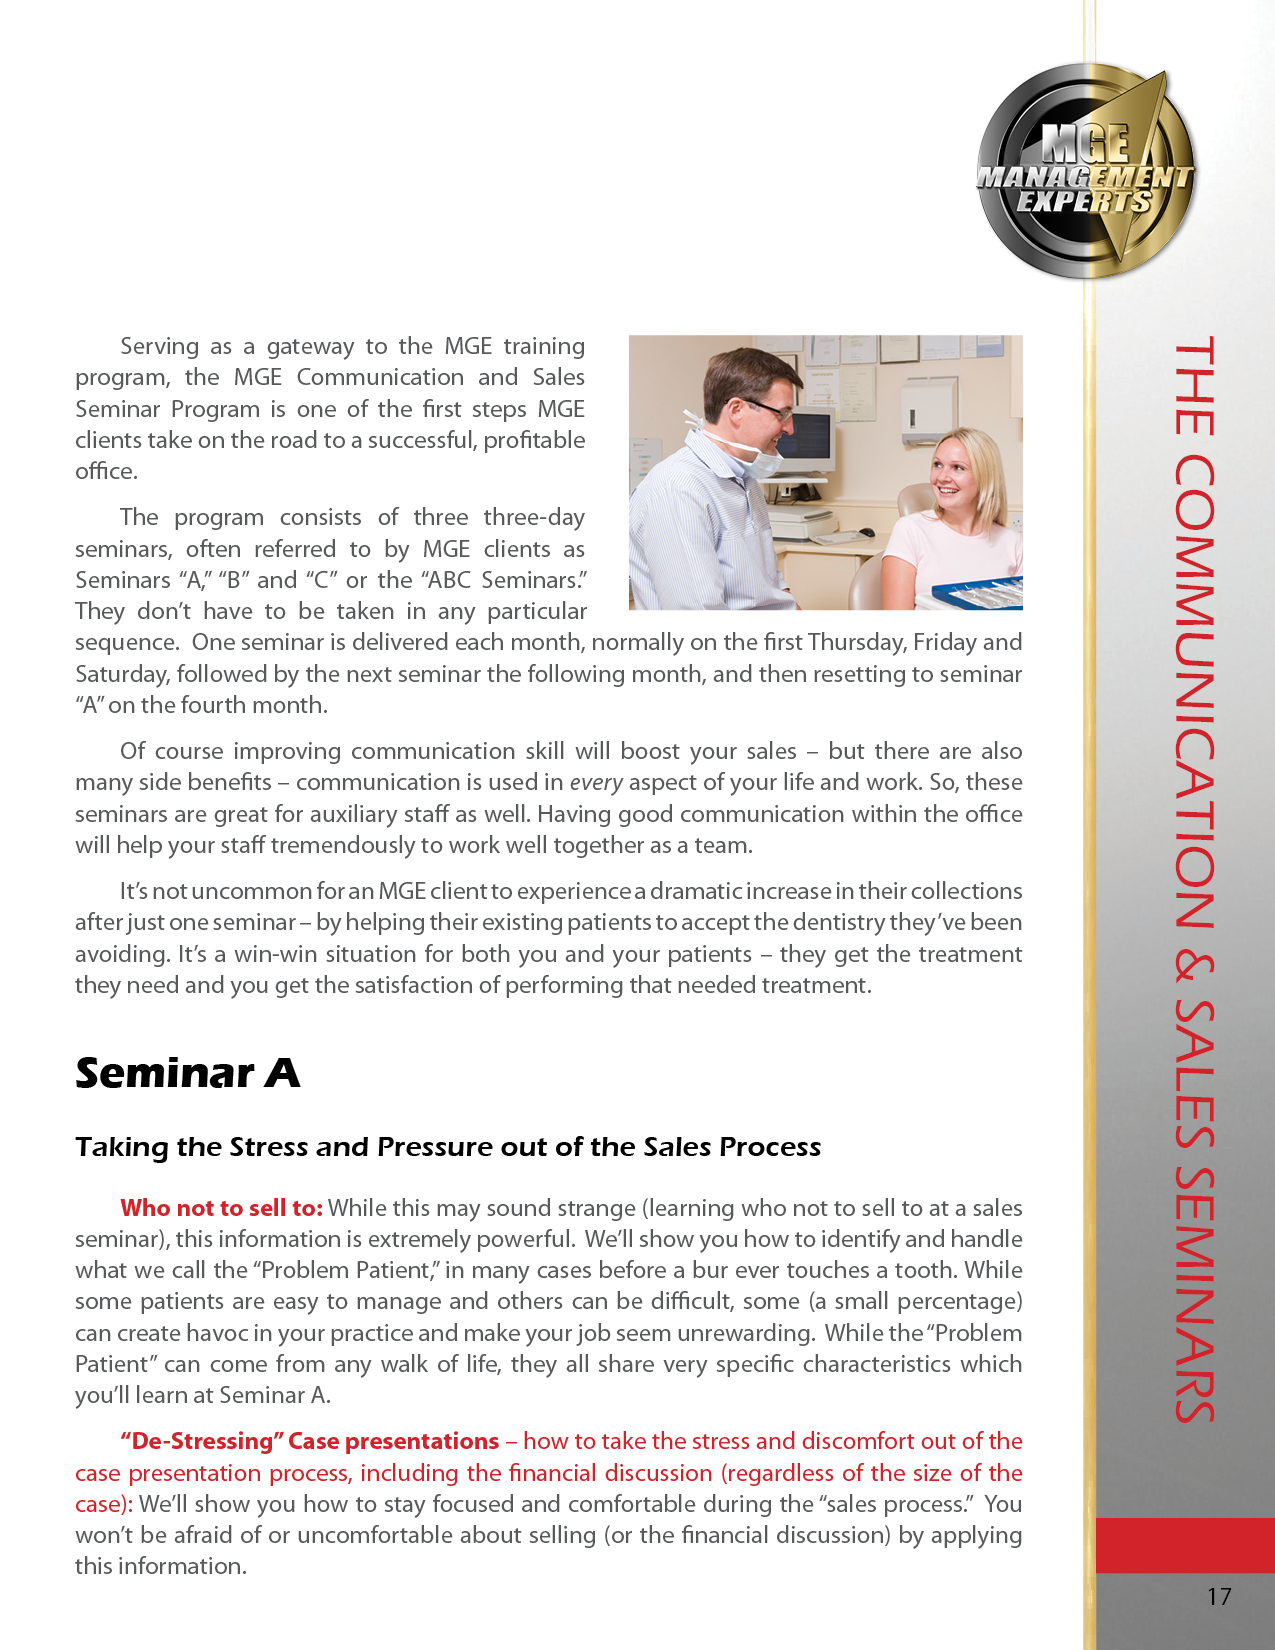 MGE
MANAGEMENT
EXPERTS
Serving as a gateway to the MGE training
program, the MGE Communication and Sales
Seminar Program is one of the first steps MGE
clients take on the road to a successful, profitable
office.
The program consists of three three-day
seminars, often referred to by MGE clients as
Seminars “A,” “B” and “C” or the “ABC Seminars.”
They don’t have to be taken in any particular
sequence. One seminar is delivered each month, normally on the first Thursday, Friday and
Saturday, followed by the next seminar the following month, and then resetting to seminar
“A” on the fourth month.
Of course improving communication skill will boost your sales – but there are also
many side benefits – communication is used in every aspect of your life and work. So, these
seminars are great for auxiliary staff as well. Having good communication within the office
will help your staff tremendously to work well together as a team.
It’s not uncommon for an MGE client to experience a dramatic increase in their collections
after just one seminar – by helping their existing patients to accept the dentistry they’ve been
avoiding. It’s a win-win situation for both you and your patients – they get the treatment
they need and you get the satisfaction of performing that needed treatment.
Seminar A
Taking the Stress and Pressure out of the Sales Process
Who not to sell to: While this may sound strange (learning who not to sell to at a sales
seminar), this information is extremely powerful. We’ll show you how to identify and handle
what we call the “Problem Patient,” in many cases before a bur ever touches a tooth. While
some patients are easy to manage and others can be difficult, some (a small percentage)
can create havoc in your practice and make your job seem unrewarding. While the “Problem
Patient” can come from any walk of life, they all share very specific characteristics which
you’ll learn at Seminar A.
“De-Stressing” Case presentations – how to take the stress and discomfort out of the
case presentation process, including the financial discussion (regardless of the size of the
case): We’ll show you how to stay focused and comfortable during the “sales process.” You
won’t be afraid of or uncomfortable about selling (or the financial discussion) by applying
this information.
THE COMMUNICATION & SALES SEMINARS
17